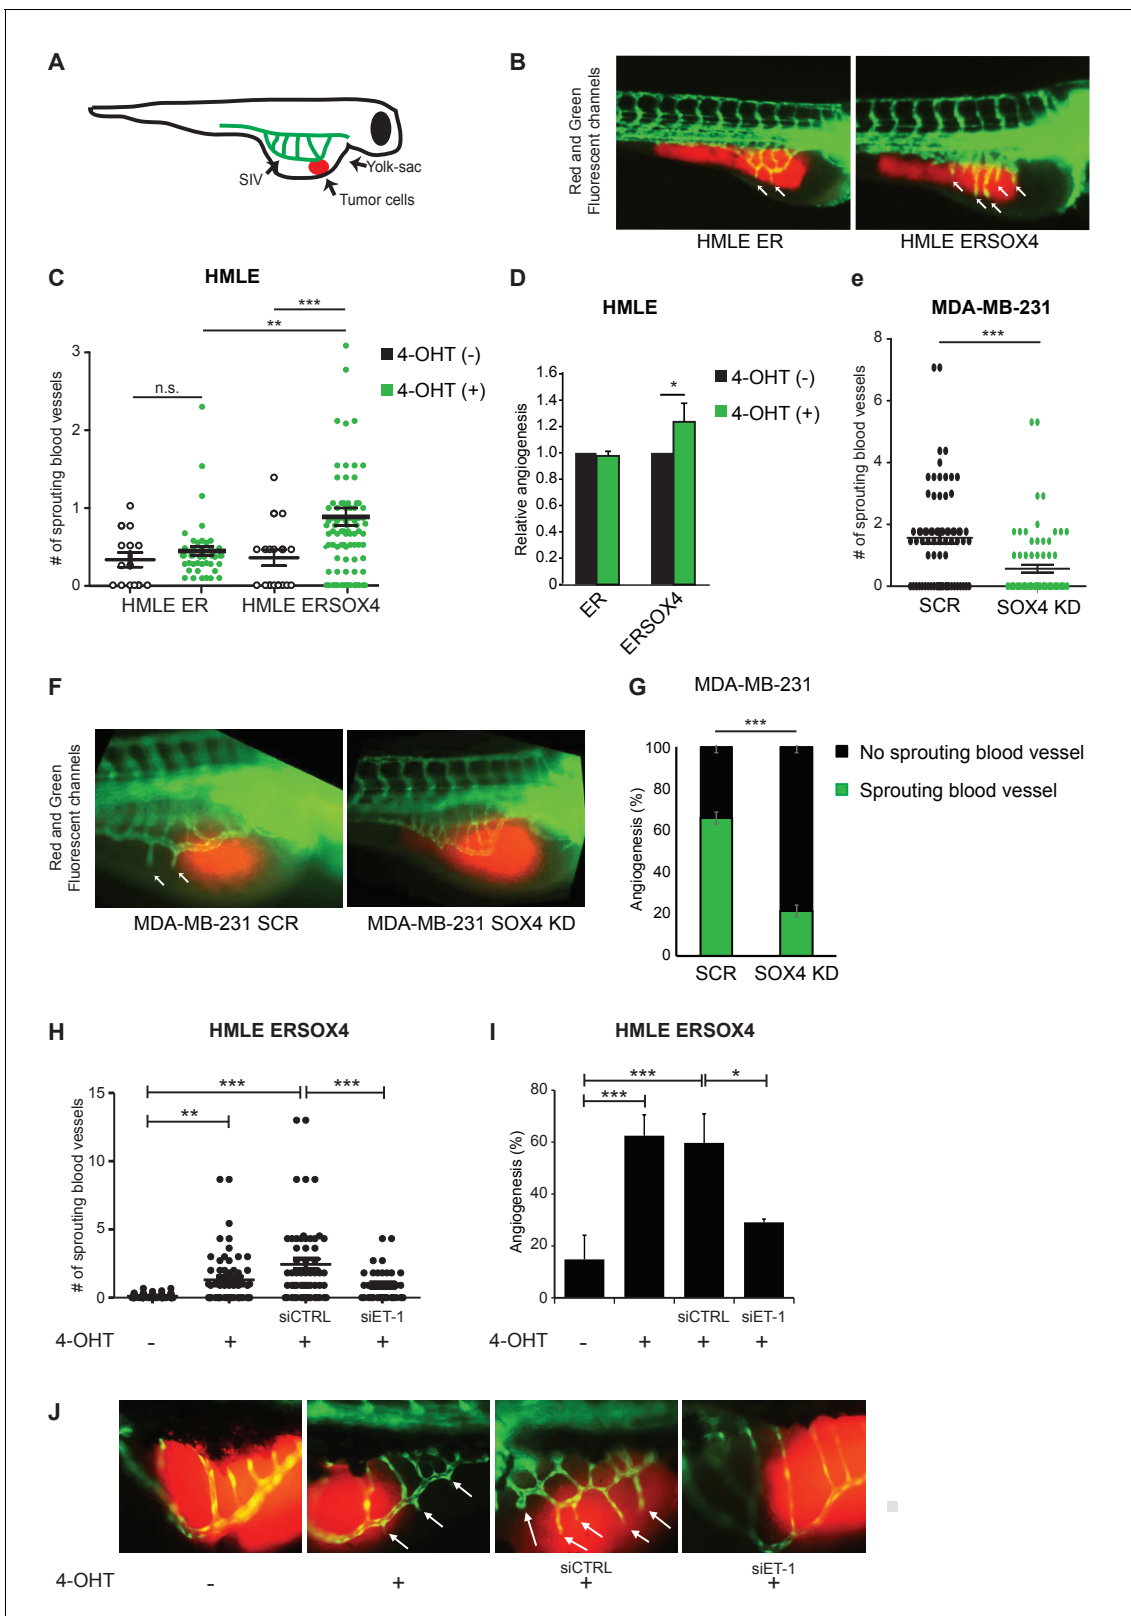 A
SIV
Yolk-sac
Tumor cells
B
Red and Green
Fluorescent channels
HMLE ER
HMLE ERSOX4
C
HMLE
# of sprouting blood vessels
3
2
1
0
n.s.
**
***
4-OHT (-)
4-OHT (+)
HMLE ER
HMLE ERSOX4
D
HMLE
Relative angiogenesis
1.6
1.4
1.2
1.0
0.8
0.6
0.4
0.2
0
*
4-OHT (-)
4-OHT (+)
ER
ERSOX4
e
MDA-MB-231
# of sprouting blood vessels
8
6
4
2
0
***
SCR
SOX4 KD
F
Red and Green
Fluorescent channels
MDA-MB-231 SCR
MDA-MB-231 SOX4 KD
G
MDA-MB-231
***
Angiogenesis (%)
100
80
60
40
20
0
No sprouting blood vessel
Sprouting blood vessel
SCR
SOX4 KD
H
HMLE ERSOX4
# of sprouting blood vessels
15
10
5
0
***
***
**
siCTRL
siET-1
4-OHT
-
+
+
+
I
HMLE ERSOX4
Angiogenesis (%)
80
60
40
20
0
***
*
***
siCTRL
siET-1
4-OHT
-
+
+
+
J
siCTRL
siET-1
4-OHT
-
+
+
+